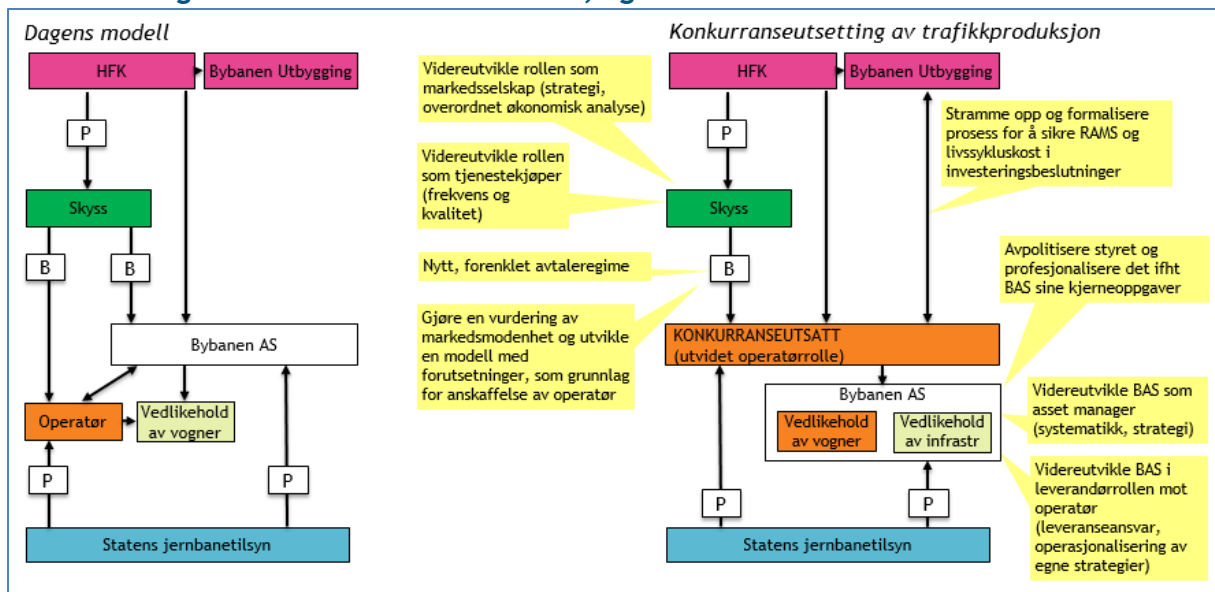 Dagens modell
HFK
Bybanen Utbygging
P
Skyss
B
B
Bybanen AS
Operatør
Vedlikehold
av vogner
P
P
Statens jernbanetilsyn
Konkurranseutsetting av trafikkproduksjon
Videreutvikle rollen som
markedsselskap (strategi,
overordnet økonomisk analyse)
HFK
Bybanen Utbygging
P
Stramme opp og formalisere
prosess for å sikre RAMS og
livssykluskost i
investeringsbeslutninger
Videreutvikle rollen
som tjenestekjøper
(frekvens og
kvalitet)
Skyss
Nytt, forenklet avtaleregime
B
Avpolitisere styret og
profesjonalisere det ifht
BAS sine kjerneoppgaver
Gjøre en vurdering av
markedsmodenhet og utvikle
en modell med
forutsetninger, som grunnlag
for anskaffelse av operatør
KONKURRANSEUTSATT
(utvidet operatørrolle)
Bybanen AS
Vedlikehold
av vogner
Vedlikehold
av infrastr
Videreutvikle BAS som
asset manager
(systematikk, strategi)
Videreutvikle BAS i
leverandørrollen mot
operatør
(leveranseansvar,
operasjonalisering av
egne strategier)
P
P
Statens jernbanetilsyn